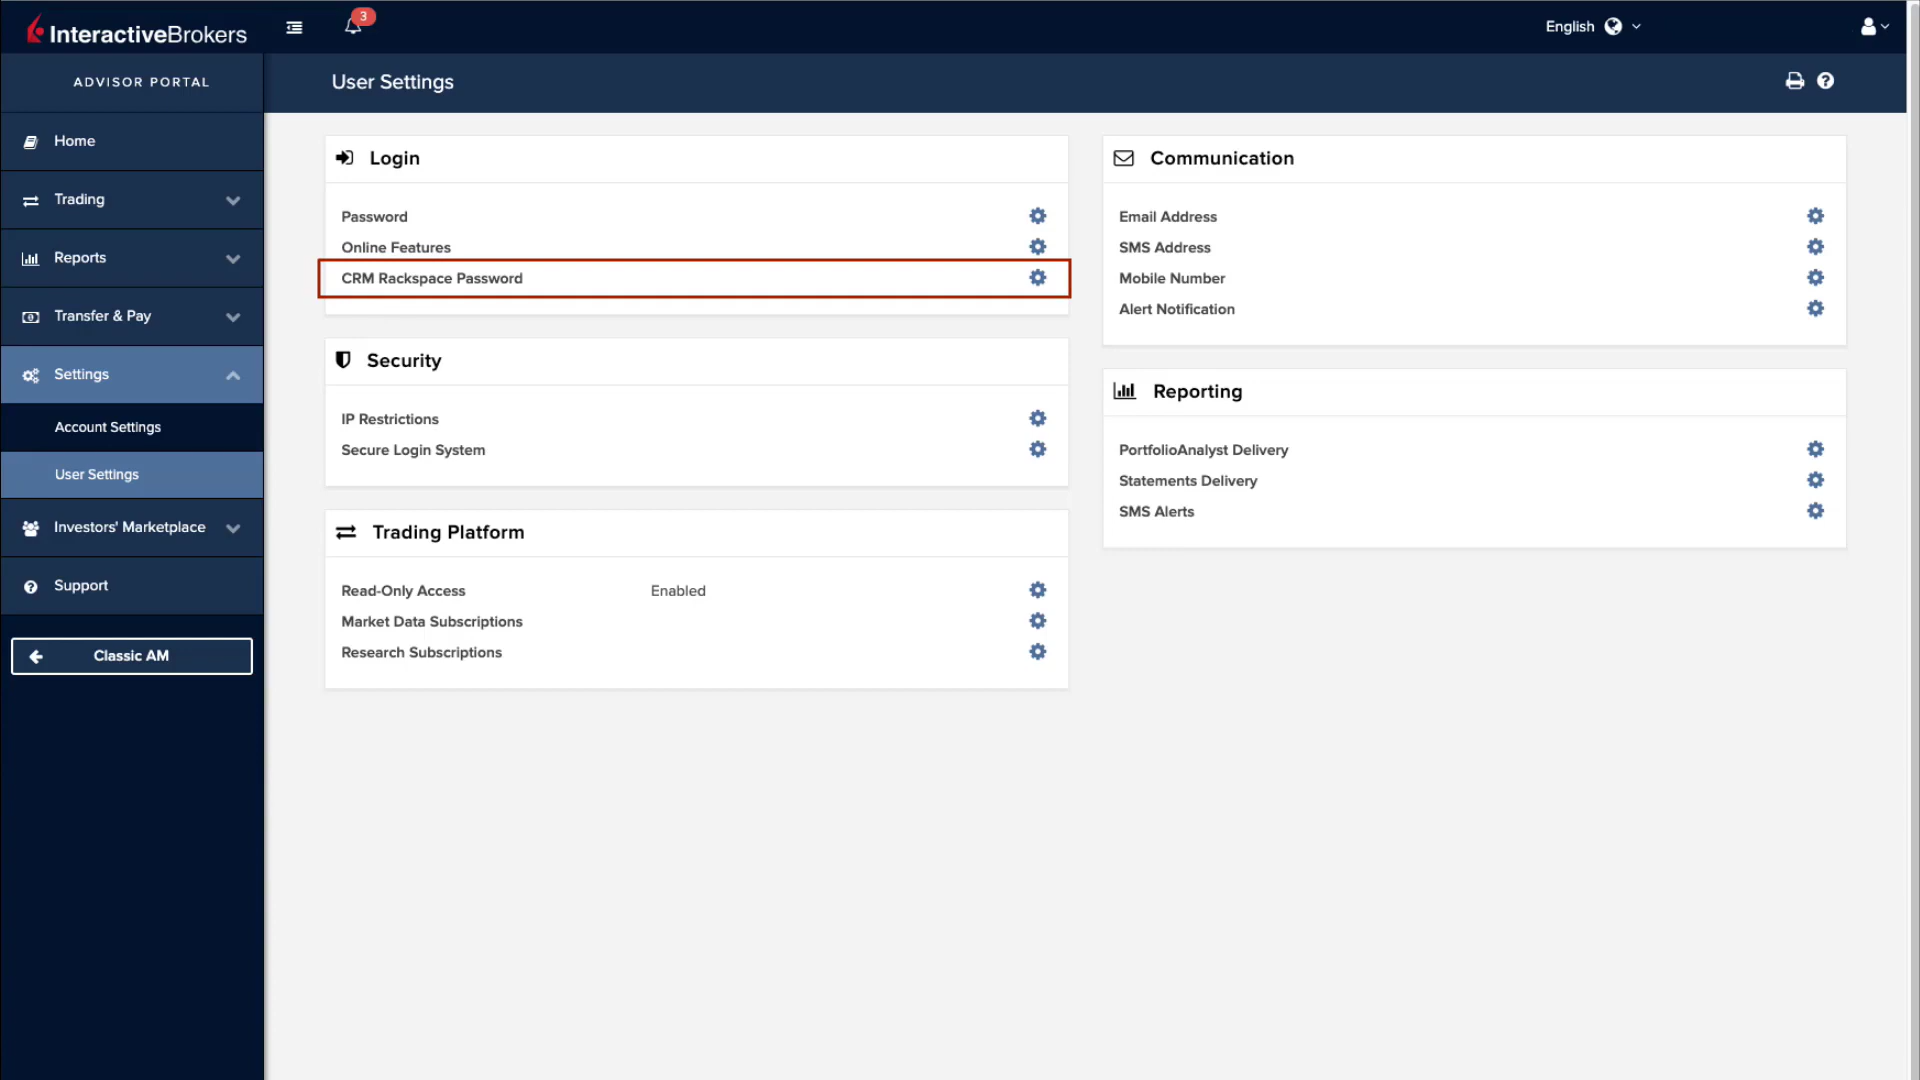 InteractiveBrokers
3
English
ADVISOR PORTAL
User Settings
Home
Trading
Reports
Transfer & Pay
Settings
Account Settings
User Settings
Investors' Marketplace
Support
Classic AM
Login
Password
Online Features
CRM Rackspace Password
Security
IP Restrictions
Secure Login System
Trading Platform
Read-Only Access Enabled
Market Data Subscriptions
Research Subscriptions
Communication
Email Address
SMS Address
Mobile Number
Alert Notification
Reporting
PortfolioAnalyst Delivery
Statements Delivery
SMS Alerts